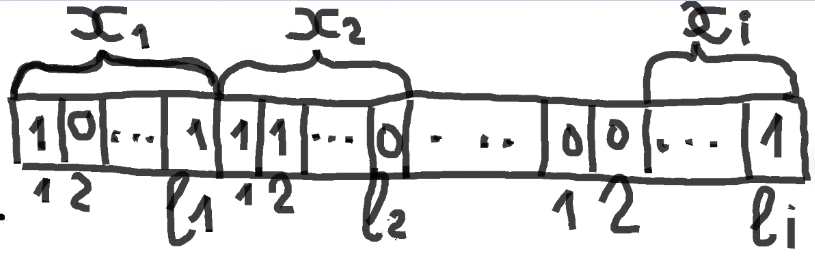 x₁ x₂ xᵢ
1 0 ... 1 1 1 ... 0 . .. 0 0 ... 1
1 2 l₁ 1 2 l₂ 1 2 lᵢ